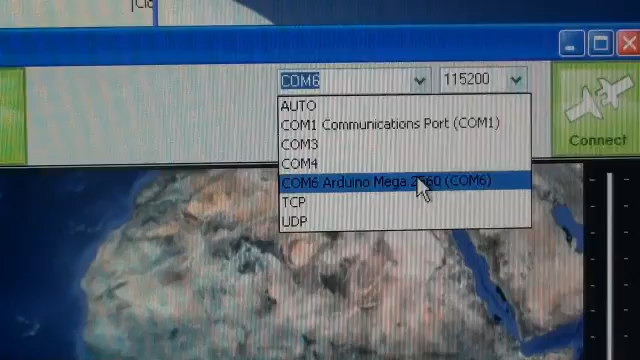 COM6
115200
AUTO
COM1 Communications Port (COM1)
COM3
COM4
COM6 Arduino Mega 2560 (COM6)
TCP
UDP
Connect